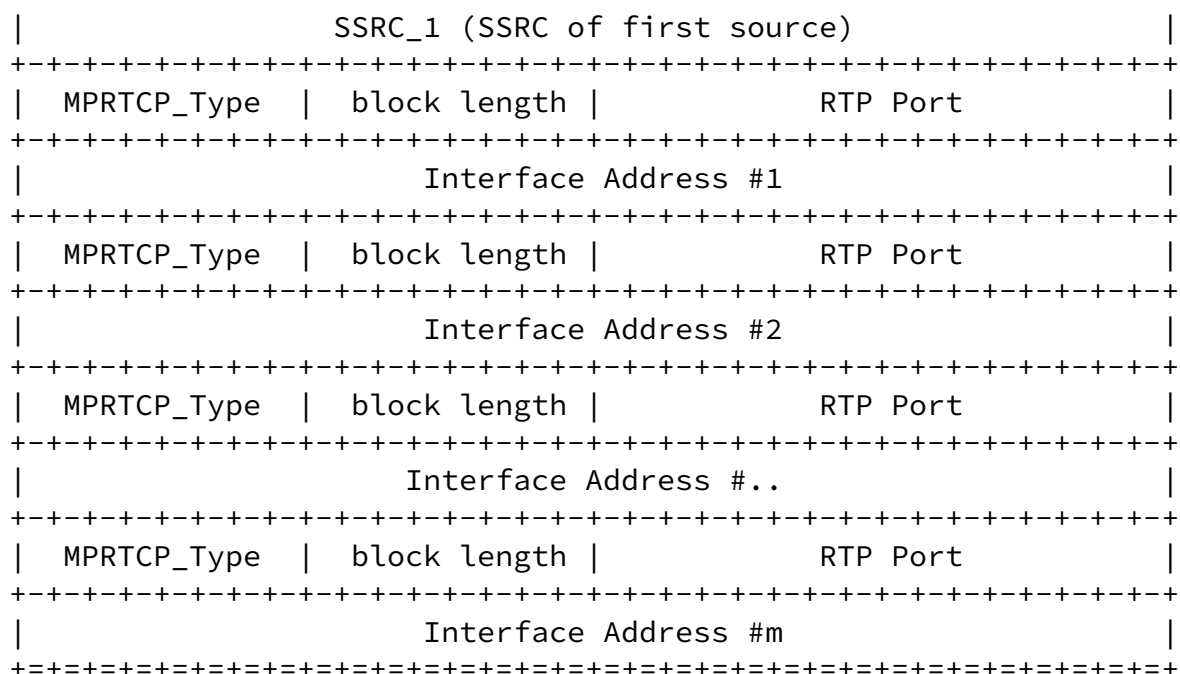 |                  SSRC_1 (SSRC of first source)                |
+-+-+-+-+-+-+-+-+-+-+-+-+-+-+-+-+-+-+-+-+-+-+-+-+-+-+-+-+-+-+-+-+
|  MPRTCP_Type  |  block length |            RTP Port           |
+-+-+-+-+-+-+-+-+-+-+-+-+-+-+-+-+-+-+-+-+-+-+-+-+-+-+-+-+-+-+-+-+
|                      Interface Address #1                     |
+-+-+-+-+-+-+-+-+-+-+-+-+-+-+-+-+-+-+-+-+-+-+-+-+-+-+-+-+-+-+-+-+
|  MPRTCP_Type  |  block length |            RTP Port           |
+-+-+-+-+-+-+-+-+-+-+-+-+-+-+-+-+-+-+-+-+-+-+-+-+-+-+-+-+-+-+-+-+
|                      Interface Address #2                     |
+-+-+-+-+-+-+-+-+-+-+-+-+-+-+-+-+-+-+-+-+-+-+-+-+-+-+-+-+-+-+-+-+
|  MPRTCP_Type  |  block length |            RTP Port           |
+-+-+-+-+-+-+-+-+-+-+-+-+-+-+-+-+-+-+-+-+-+-+-+-+-+-+-+-+-+-+-+-+
|                     Interface Address #..                     |
+-+-+-+-+-+-+-+-+-+-+-+-+-+-+-+-+-+-+-+-+-+-+-+-+-+-+-+-+-+-+-+-+
|  MPRTCP_Type  |  block length |            RTP Port           |
+-+-+-+-+-+-+-+-+-+-+-+-+-+-+-+-+-+-+-+-+-+-+-+-+-+-+-+-+-+-+-+-+
|                      Interface Address #m                     |
+=+=+=+=+=+=+=+=+=+=+=+=+=+=+=+=+=+=+=+=+=+=+=+=+=+=+=+=+=+=+=+=+